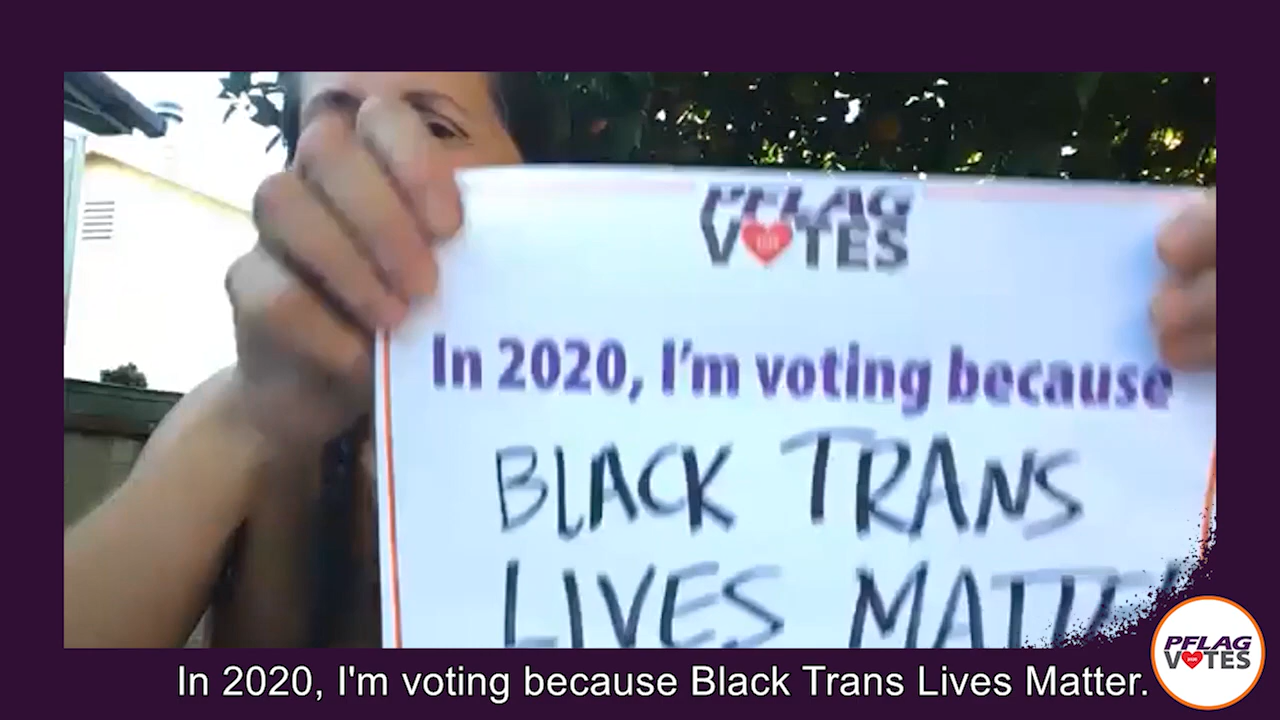 PFLAG
VOTES
In 2020, I'm voting because
BLACK TRANS
LIVES MATTE
In 2020, I'm voting because Black Trans Lives Matter.
PFLAG
VOTES